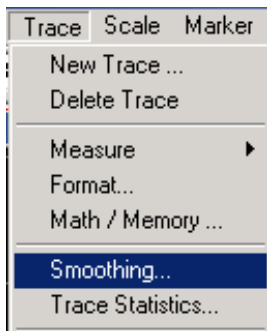 Trace Scale Marker
New Trace ...
Delete Trace
Measure
Format...
Math / Memory ...
Smoothing...
Trace Statistics...